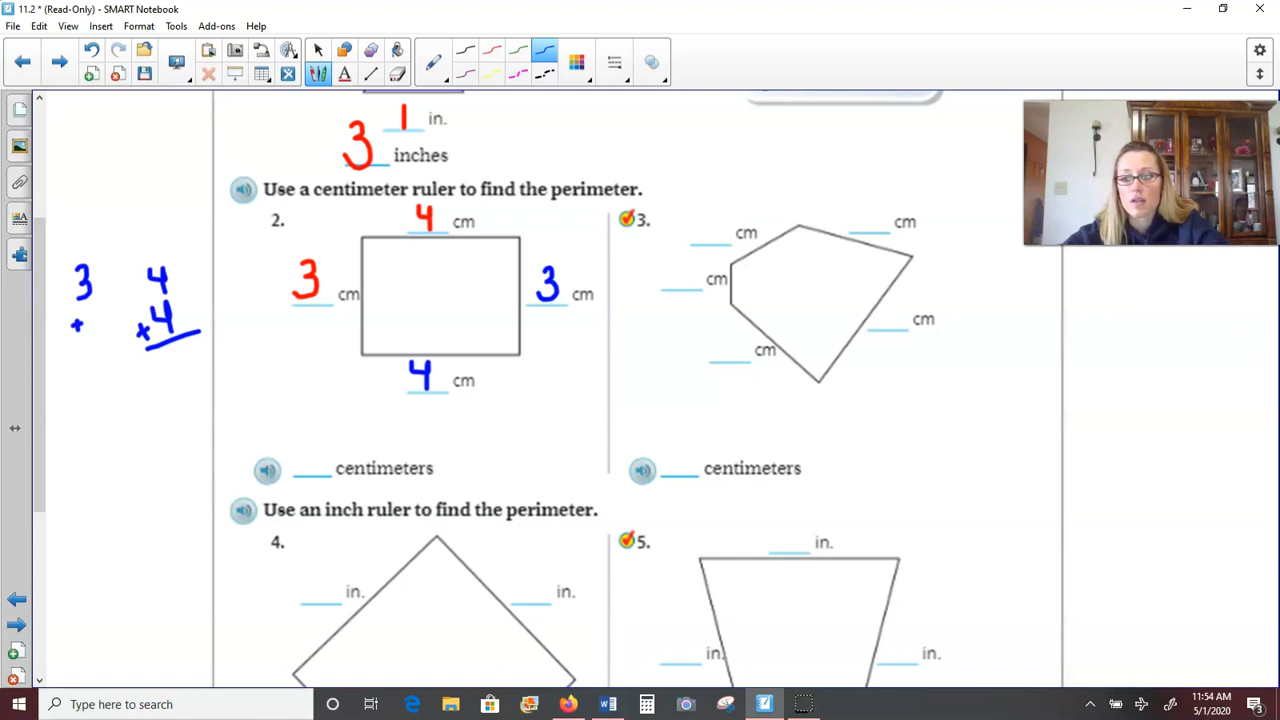 11.2 * (Read-Only) - SMART Notebook
File Edit View Insert Format Tools Add-ons Help
1 in.
3 inches
Use a centimeter ruler to find the perimeter.
2.
4 cm
3 cm
3 cm
4 cm
centimeters
3 4
+ +4
3.
cm
cm
cm
cm
cm
centimeters
Use an inch ruler to find the perimeter.
4.
in.
in.
5.
in.
in.
in.
Type here to search
11:54 AM
5/1/2020
3